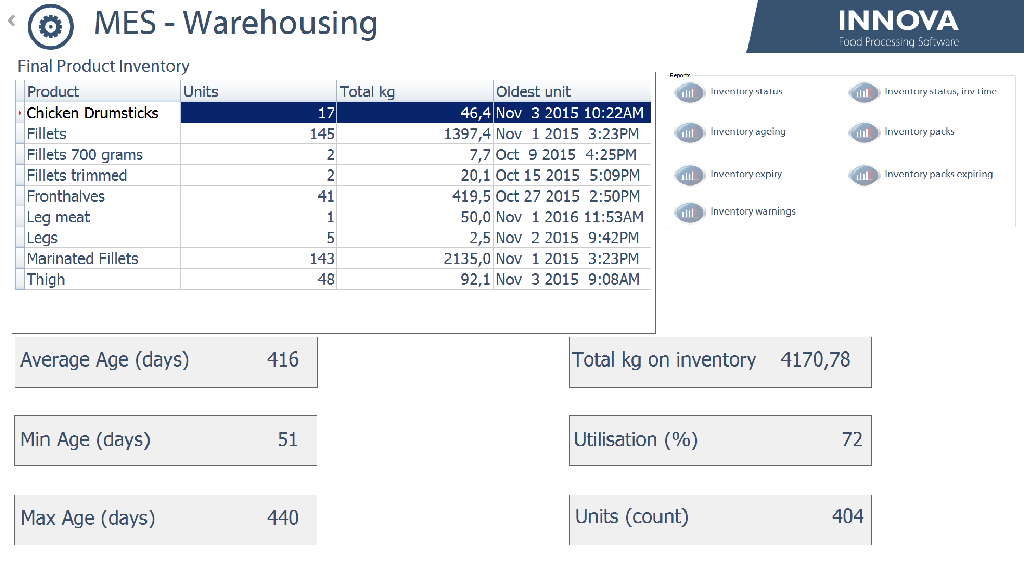 MES - Warehousing
INNOVA
Food Processing Software
Final Product Inventory
Product Units Total kg Oldest unit
Chicken Drumsticks 17 46,4 Nov 3 2015 10:22AM
Fillets 145 1397,4 Nov 1 2015 3:23PM
Fillets 700 grams 2 7,7 Oct 9 2015 4:25PM
Fillets trimmed 2 20,1 Oct 15 2015 5:09PM
Fronthalves 41 419,5 Oct 27 2015 2:50PM
Leg meat 1 50,0 Nov 1 2016 11:53AM
Legs 5 2,5 Nov 2 2015 9:42PM
Marinated Fillets 143 2135,0 Nov 1 2015 3:23PM
Thigh 48 92,1 Nov 3 2015 9:08AM
Reports
Inventory status Inventory status, inv time
Inventory ageing Inventory packs
Inventory expiry Inventory packs expiring
Inventory warnings
Average Age (days) 416 Total kg on inventory 4170,78
Min Age (days) 51 Utilisation (%) 72
Max Age (days) 440 Units (count) 404